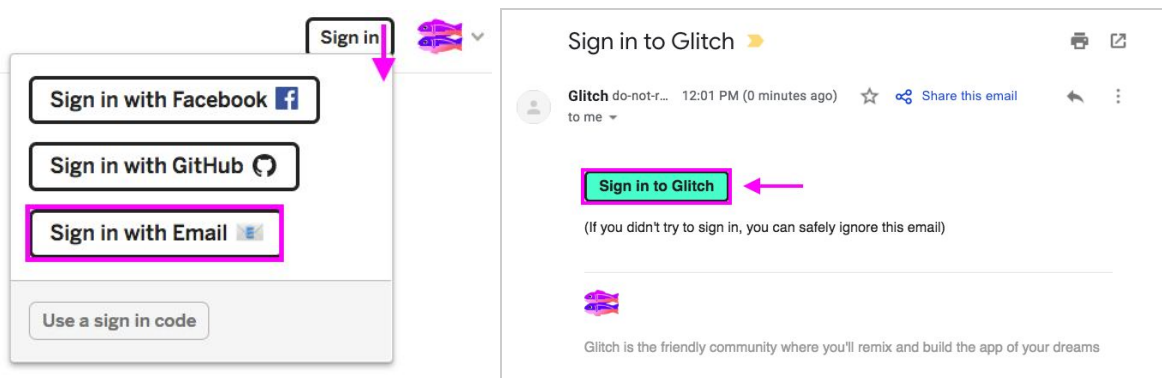 Sign in
Sign in with Facebook
Sign in with GitHub
Sign in with Email
Use a sign in code
Sign in to Glitch
Glitch do-not-r... 12:01 PM (0 minutes ago) Share this email
to me
Sign in to Glitch
(If you didn't try to sign in, you can safely ignore this email)
Glitch is the friendly community where you'll remix and build the app of your dreams